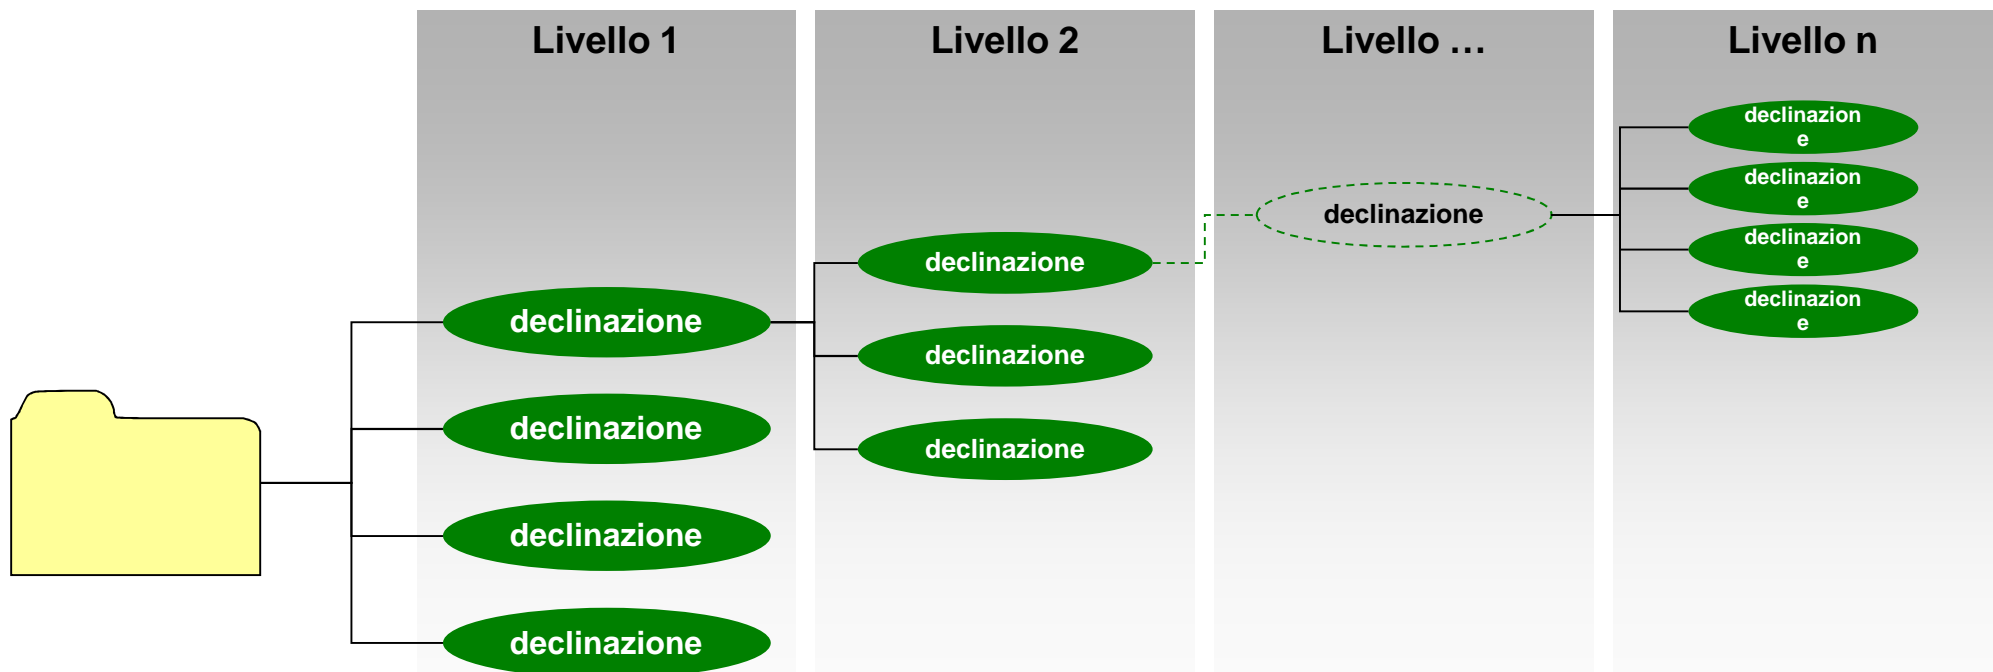 Livello 1
Livello 2
Livello …
Livello n
declinazione
declinazione
declinazione
declinazione
declinazione
declinazione
declinazione
declinazione
declinazion
e
declinazion
e
declinazion
e
declinazion
e